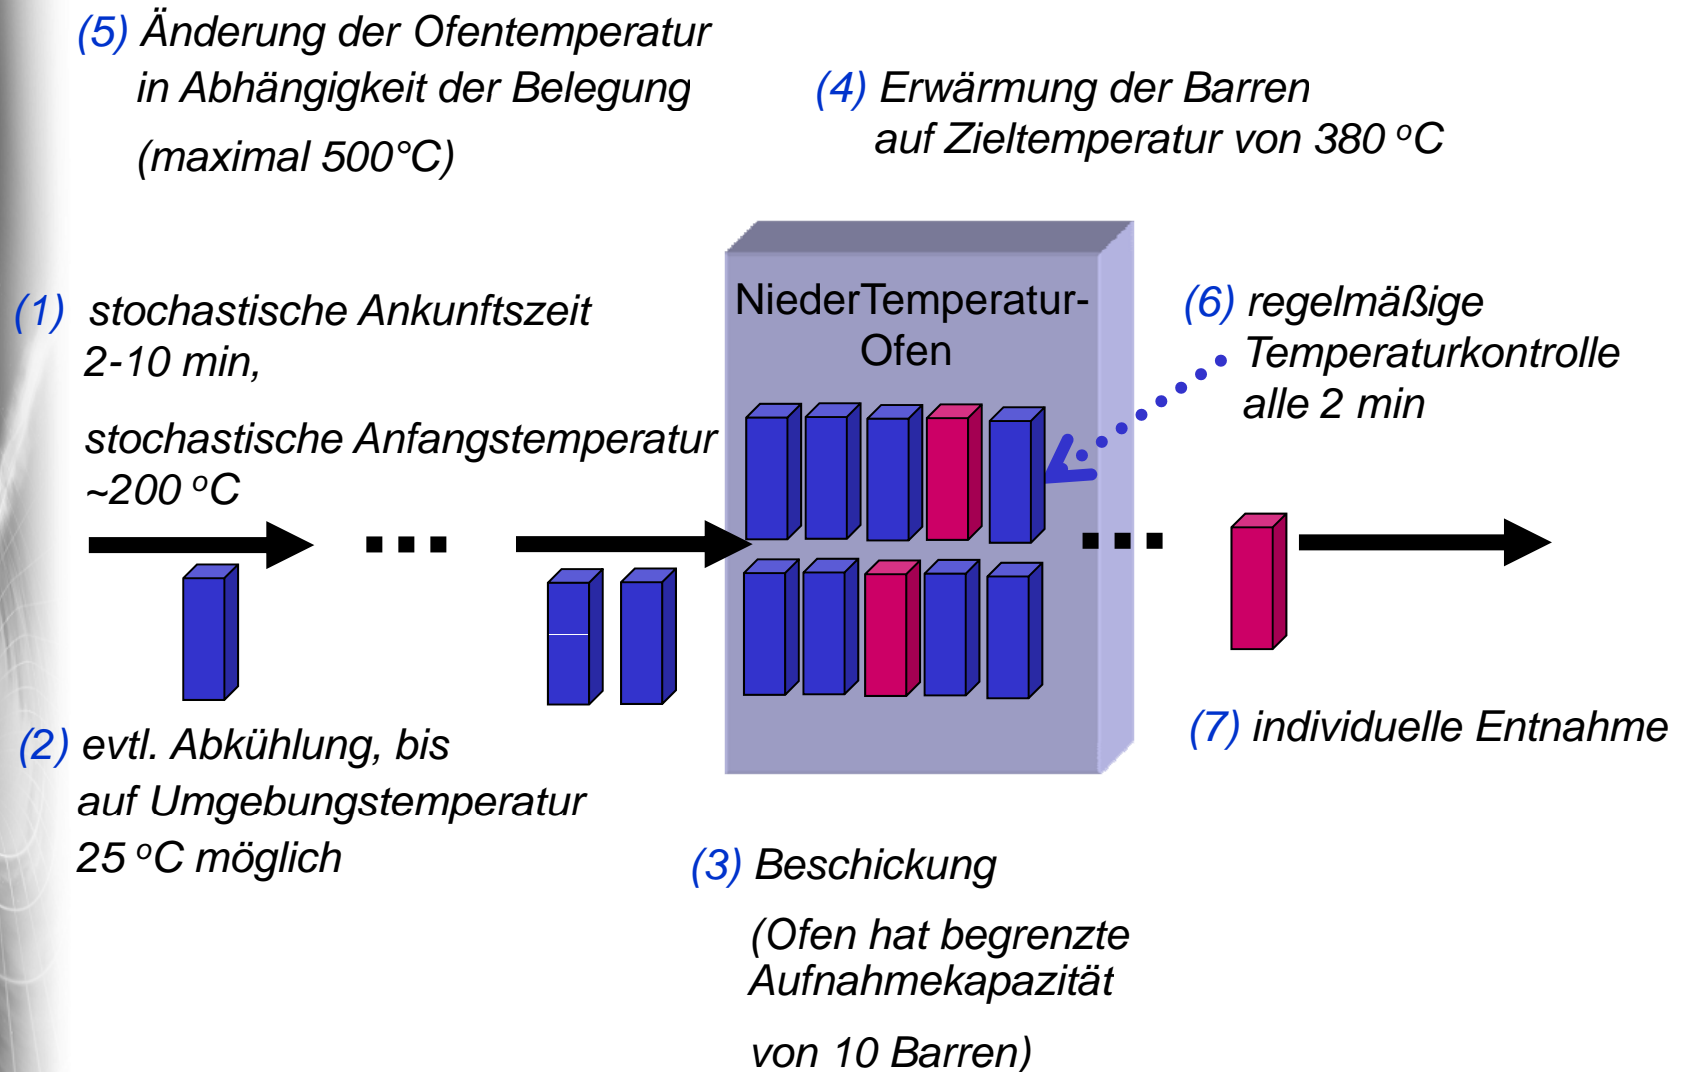 (5) Änderung der Ofentemperatur
in Abhängigkeit der Belegung
(maximal 500°C)
(4) Erwärmung der Barren
auf Zieltemperatur von 380 °C
(1) stochastische Ankunftszeit
2-10 min,
stochastische Anfangstemperatur
~200 °C
NiederTemperatur-
Ofen
(6) regelmäßige
Temperaturkontrolle
alle 2 min
(2) evtl. Abkühlung, bis
auf Umgebungstemperatur
25 °C möglich
(7) individuelle Entnahme
(3) Beschickung
(Ofen hat begrenzte
Aufnahmekapazität
von 10 Barren)